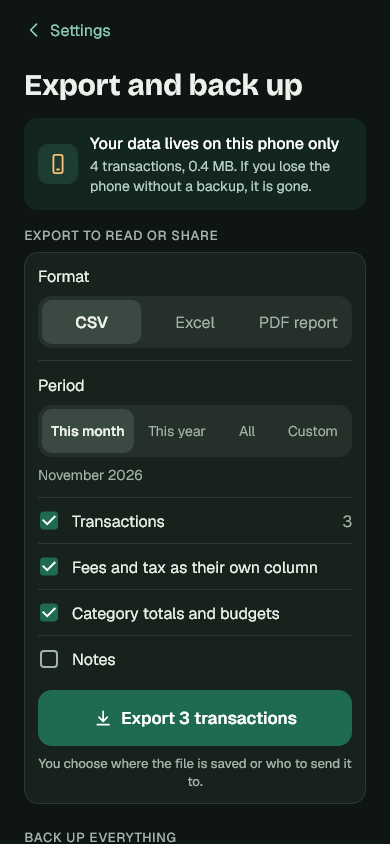 Settings
Export and back up
Your data lives on this phone only
4 transactions, 0.4 MB. If you lose the
phone without a backup, it is gone.
EXPORT TO READ OR SHARE
Format
CSV Excel PDF report
Period
This month This year All Custom
November 2026
Transactions 3
Fees and tax as their own column
Category totals and budgets
Notes
Export 3 transactions
You choose where the file is saved or who to send it
to.
BACK UP EVERYTHING